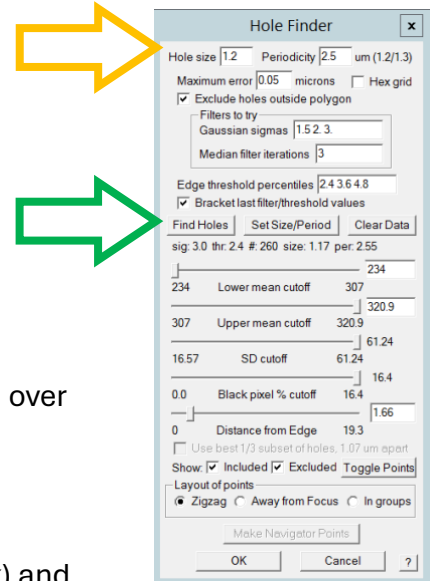 Hole Finder x
Hole size 1.2 Periodicity 2.5 um (1.2/1.3)
Maximum error 0.05 microns Hex grid
Exclude holes outside polygon
Filters to try
Gaussian sigmas 1.5 2. 3.
Median filter iterations 3
Edge threshold percentiles 2.4 3.6 4.8
Bracket last filter/threshold values
Find Holes Set Size/Period Clear Data
sig: 3.0 thr: 2.4 #: 260 size: 1.17 per: 2.55
234
234 Lower mean cutoff 307
320.9
307 Upper mean cutoff 320.9
61.24
16.57 SD cutoff 61.24
16.4
over
0.0 Black pixel % cutoff 16.4
1.66
0 Distance from Edge 19.3
Use best 1/3 subset of holes, 1.07 um apart
Show: Included Excluded Toggle Points
Layout of points
Zigzag Away from Focus In groups
Make Navigator Points
OK Cancel ?
) and